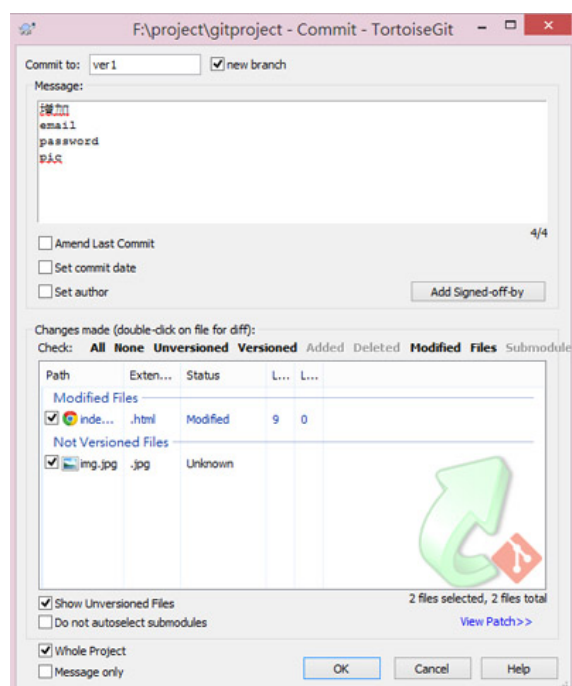 F:\project\gitproject - Commit - TortoiseGit
Commit to: ver1 new branch
Message:
增加
email
password
pic
4/4
Amend Last Commit
Set commit date
Set author
Add Signed-off-by
Changes made (double-click on file for diff):
Check: All None Unversioned Versioned Added Deleted Modified Files Submodule
Path Exten... Status L... L...
Modified Files
inde... .html Modified 9 0
Not Versioned Files
img.jpg .jpg Unknown
Show Unversioned Files
2 files selected, 2 files total
Do not autoselect submodules
View Patch>>
Whole Project
Message only
OK Cancel Help